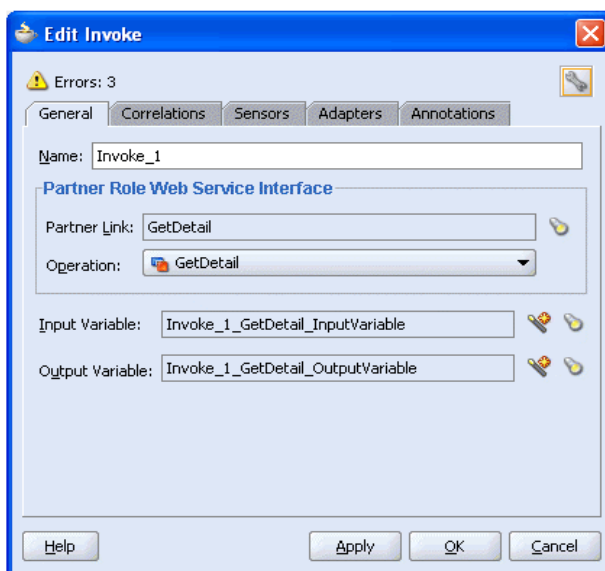 Edit Invoke
Errors: 3
General Correlations Sensors Adapters Annotations
Name: Invoke_1
Partner Role Web Service Interface
Partner Link: GetDetail
Operation: GetDetail
Input Variable: Invoke_1_GetDetail_InputVariable
Output Variable: Invoke_1_GetDetail_OutputVariable
Help Apply OK Cancel